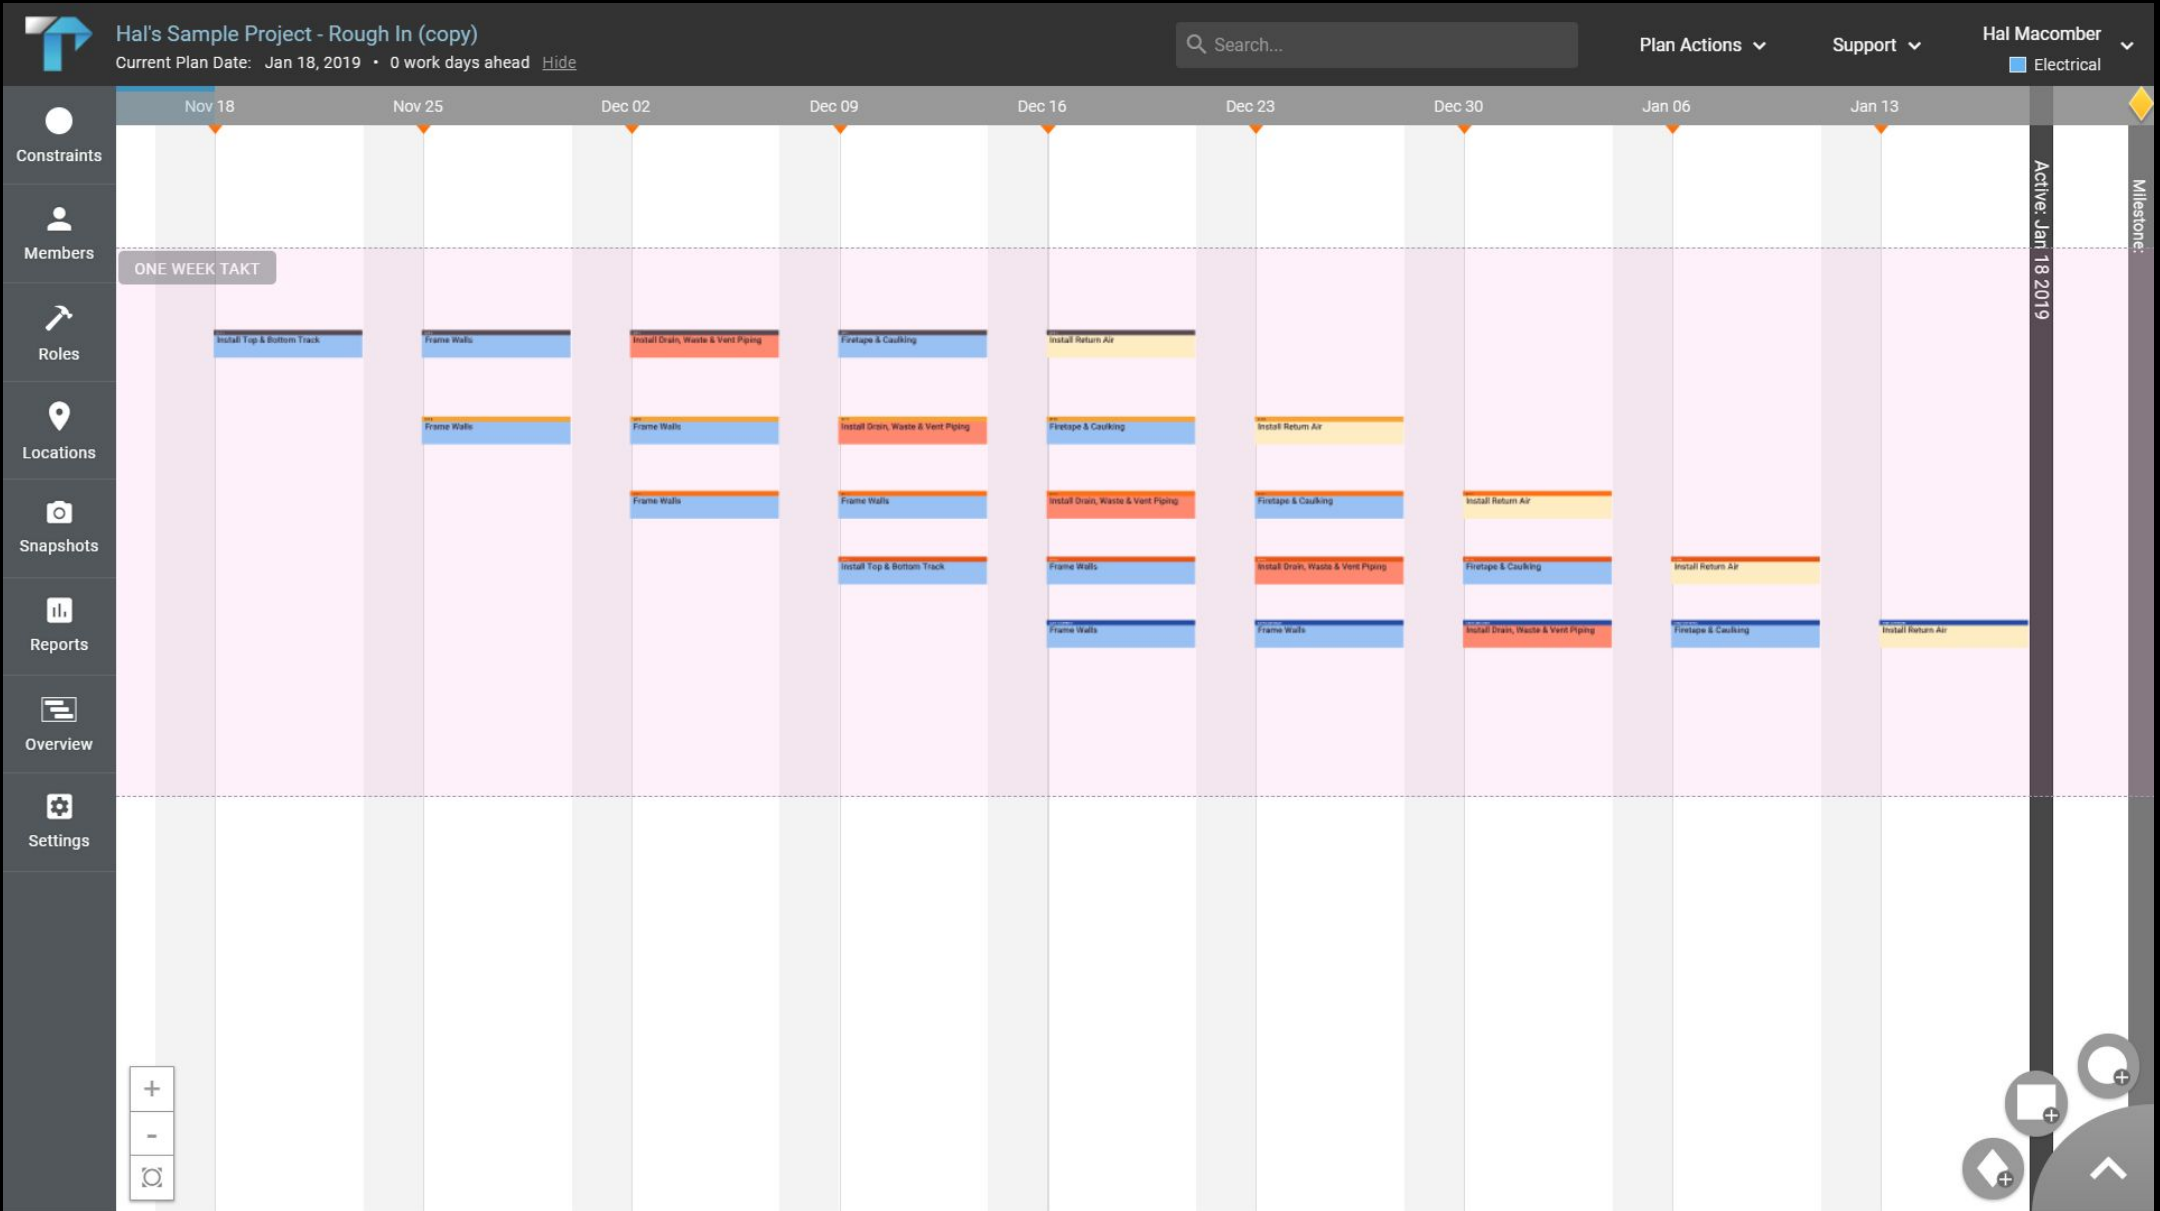 Hal's Sample Project - Rough In (copy)
Current Plan Date: Jan 18, 2019 • 0 work days ahead Hide
Search...
Plan Actions
Support
Hal Macomber
Electrical
Nov 18 Nov 25 Dec 02 Dec 09 Dec 16 Dec 23 Dec 30 Jan 06 Jan 13
Constraints
Members
Roles
Locations
Snapshots
Reports
Overview
Settings
Active: Jan 18 2019
Milestone:
ONE WEEK TAKT
Install Top & Bottom Track Frame Walls Install Drain, Waste & Vent Piping Firetape & Caulking Install Return Air
Frame Walls Frame Walls Install Drain, Waste & Vent Piping Firetape & Caulking Install Return Air
Frame Walls Frame Walls Install Drain, Waste & Vent Piping Firetape & Caulking Install Return Air
Install Top & Bottom Track Frame Walls Install Drain, Waste & Vent Piping Firetape & Caulking Install Return Air
Frame Walls Frame Walls Install Drain, Waste & Vent Piping Firetape & Caulking Install Return Air
+
-